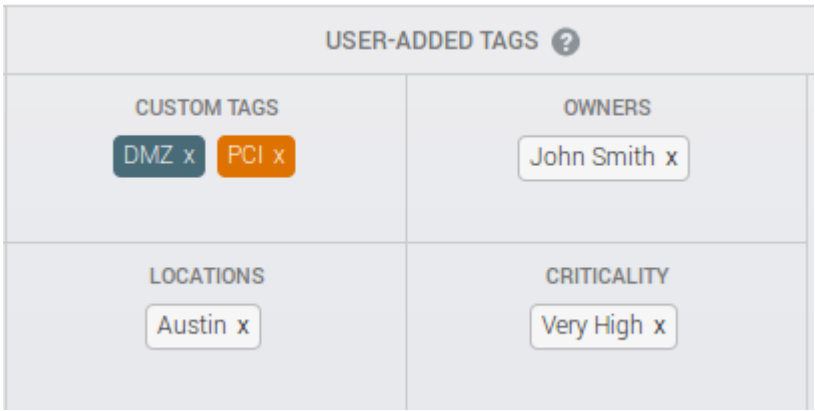 USER-ADDED TAGS ?
CUSTOM TAGS
DMZ x PCI x
OWNERS
John Smith x
LOCATIONS
Austin x
CRITICALITY
Very High x